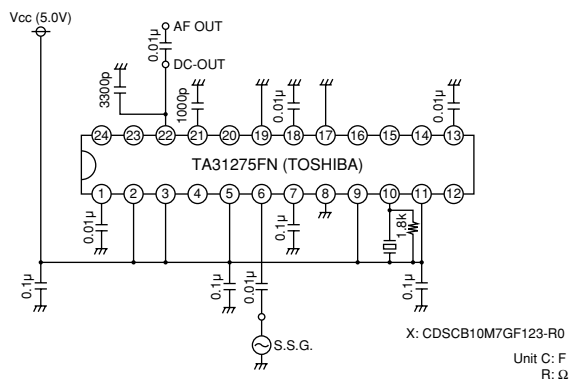 Vcc (5.0V)
AF OUT
0.01μ
DC-OUT
3300p
1000p
0.01μ
0.01μ
24 23 22 21 20 19 18 17 16 15 14 13
TA31275FN (TOSHIBA)
1 2 3 4 5 6 7 8 9 10 11 12
0.01μ
0.1μ
1.8k
0.1μ
0.1μ
0.01μ
0.1μ
S.S.G.
X: CDSCB10M7GF123-R0
Unit C: F
R: Ω